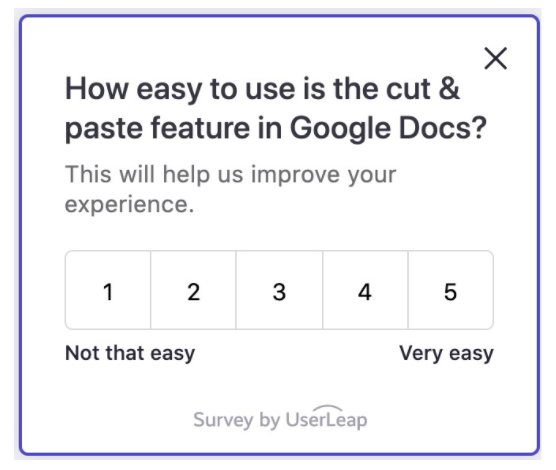 How easy to use is the cut &
paste feature in Google Docs?
This will help us improve your
experience.
1 2 3 4 5
Not that easy Very easy
Survey by UserLeap